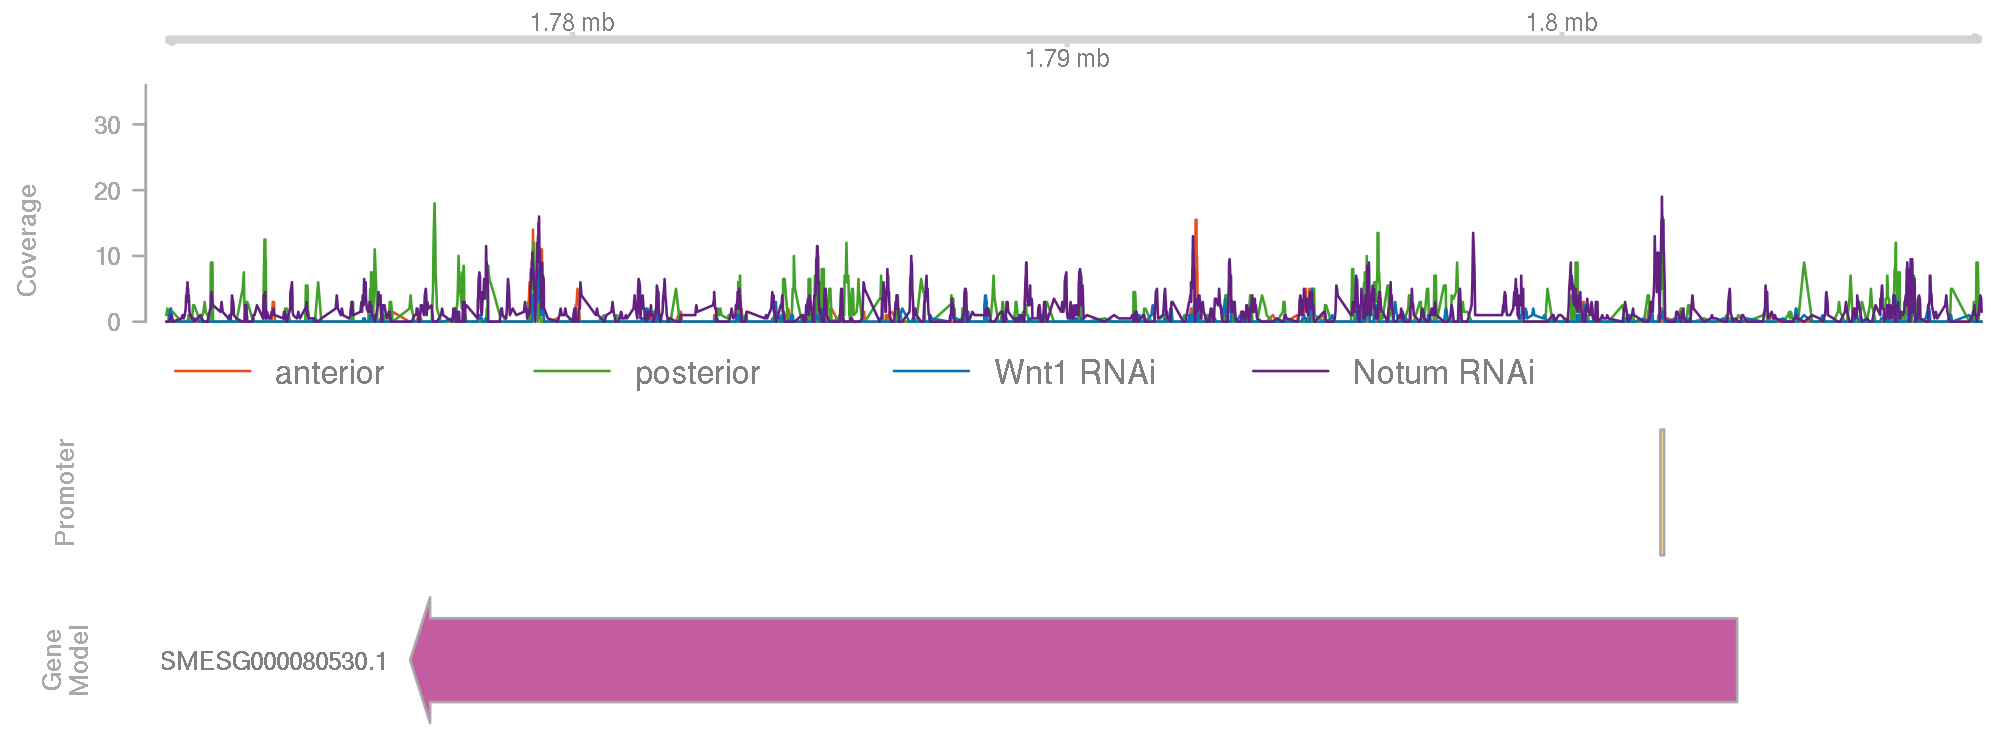 1.78 mb
1.8 mb
1.79 mb
Coverage
30
20
10
0
anterior posterior Wnt1 RNAi Notum RNAi
Promoter
Gene
Model
SMESG000080530.1